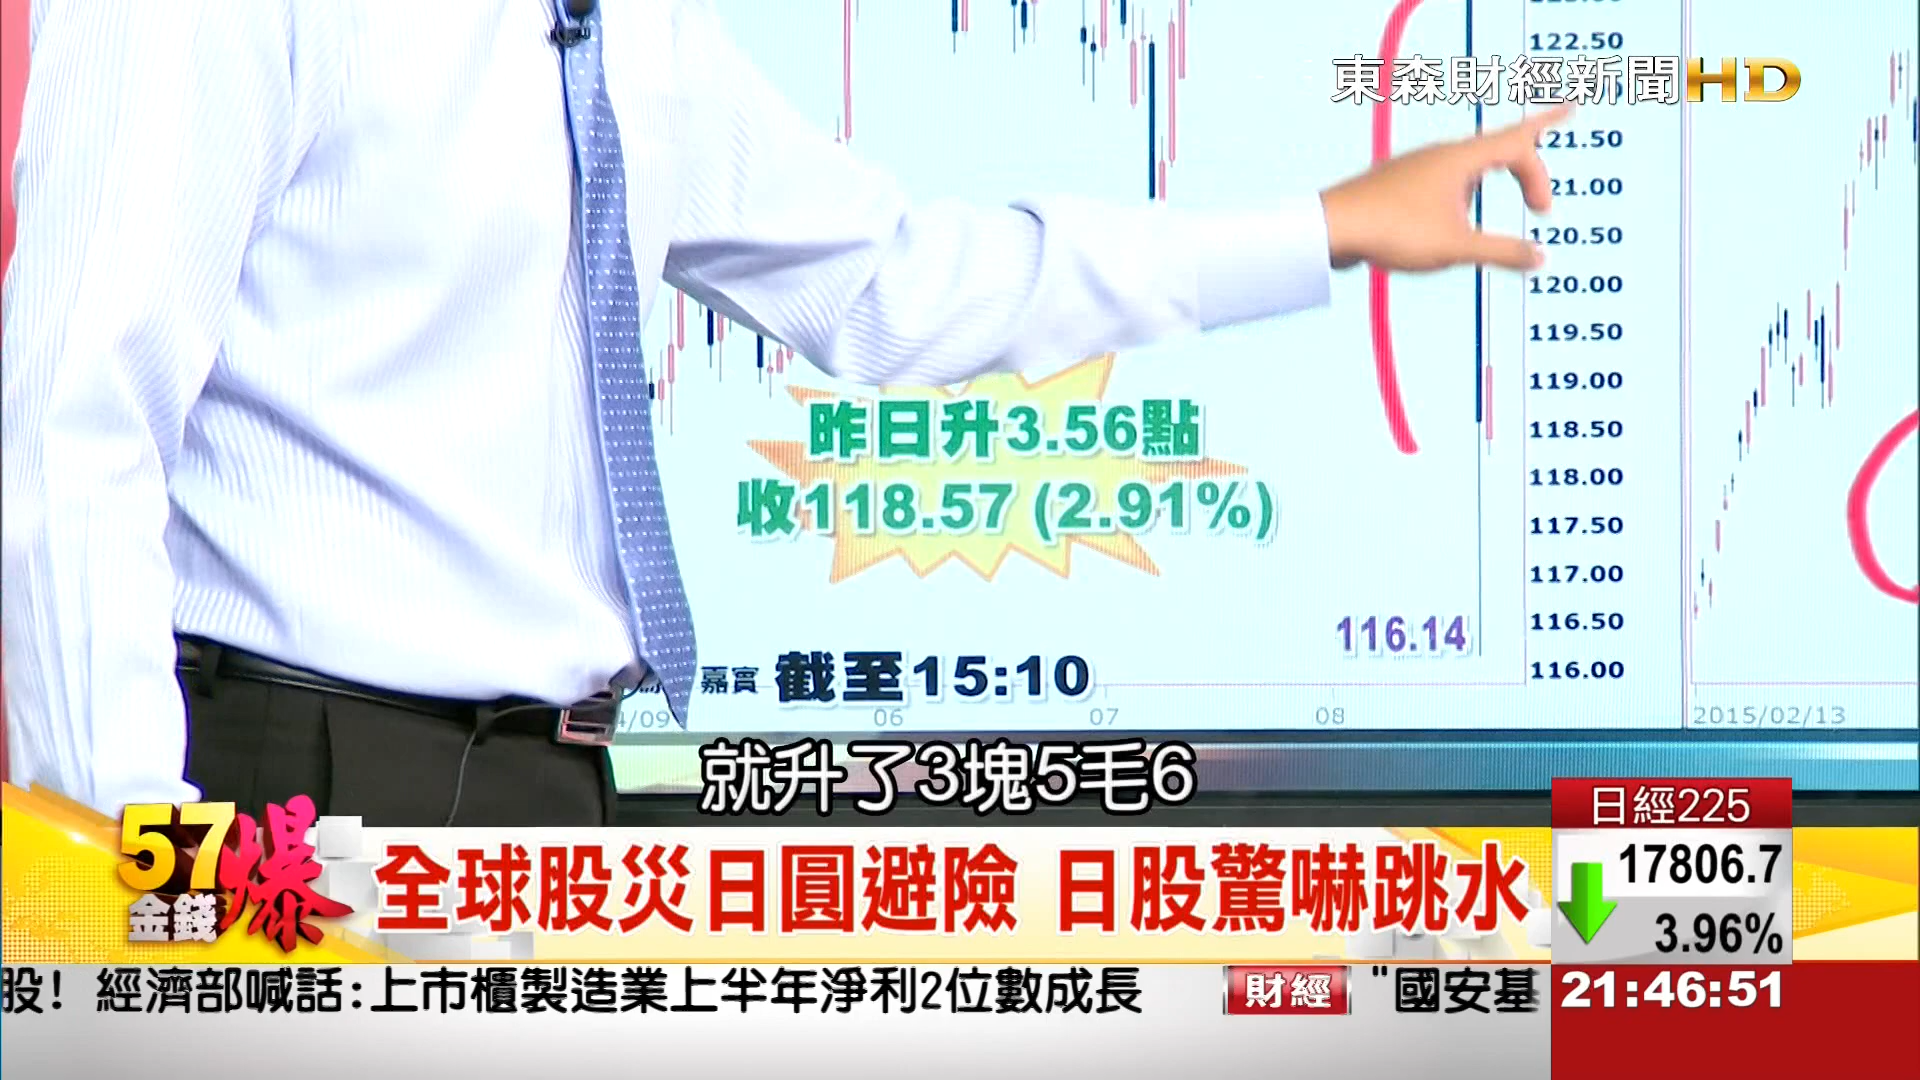 122.50
東森財經新聞HD
121.50
121.00
120.50
120.00
119.50
119.00
118.50
118.00
117.50
117.00
116.50
116.00
昨日升3.56點
收118.57 (2.91%)
116.14
嘉實 截至15:10
4/09 06 07 08
2015/02/13
就升了3塊5毛6
57金錢爆
全球股災日圓避險 日股驚嚇跳水
日經225
17806.7
3.96%
股! 經濟部喊話:上市櫃製造業上半年淨利2位數成長 財經 "國安基
21:46:51